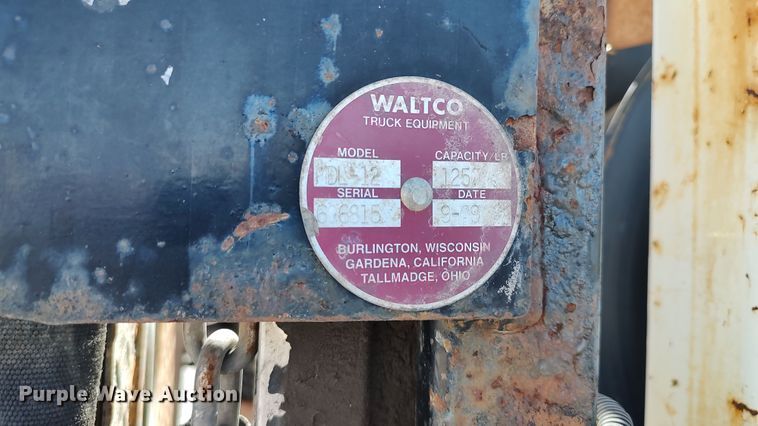 WALTCO
TRUCK EQUIPMENT
MODEL CAPACITY/LB
SERIAL DATE
BURLINGTON, WISCONSIN
GARDENA, CALIFORNIA
TALLMADGE, OHIO
Purple Wave Auction